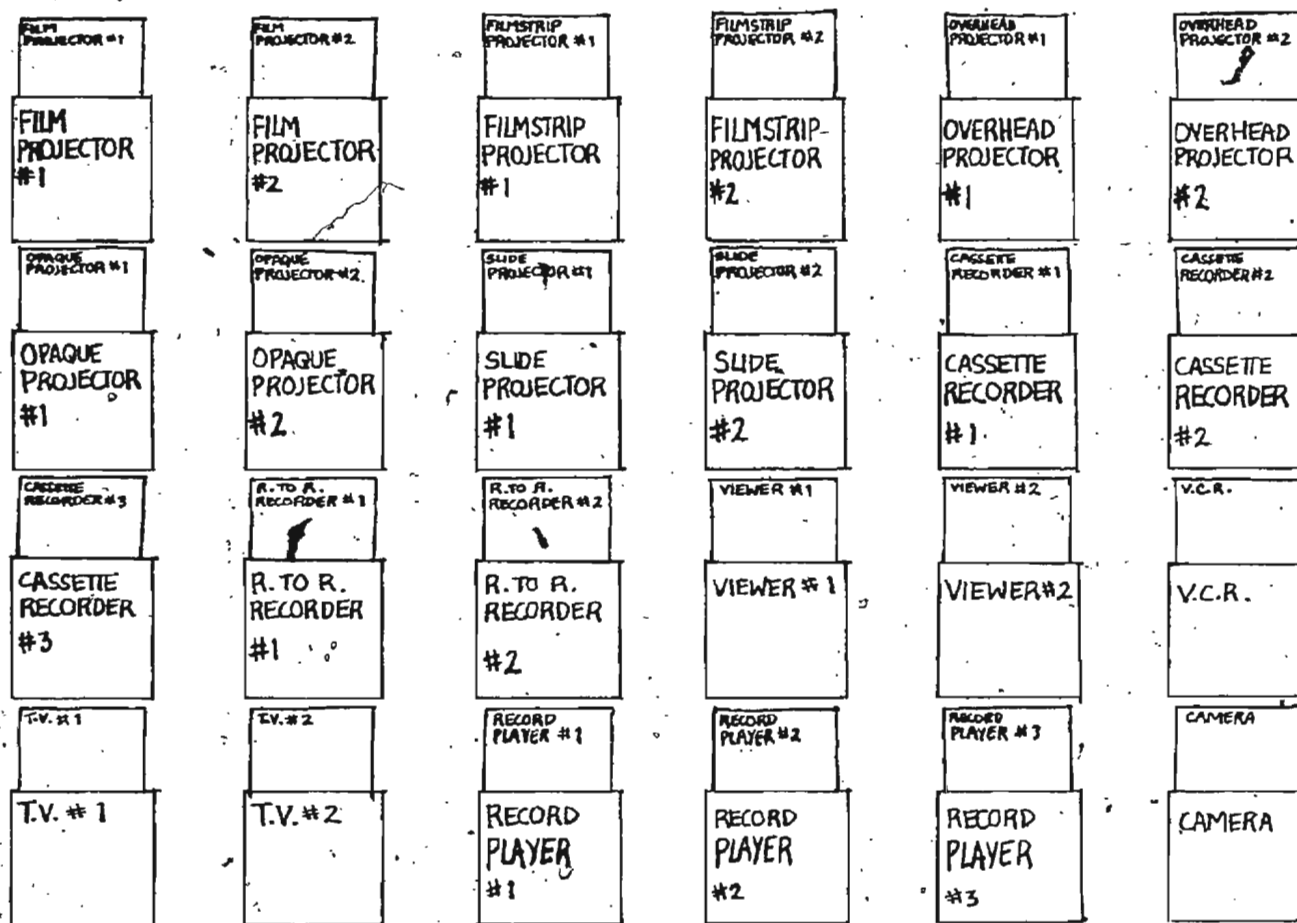 FILM
PROJECTOR #1
FILM
PROJECTOR
#1
FILM
PROJECTOR #2
FILM
PROJECTOR
#2
FILMSTRIP
PROJECTOR #1
FILMSTRIP
PROJECTOR
#1
FILMSTRIP
PROJECTOR #2
FILMSTRIP
PROJECTOR
#2
OVERHEAD
PROJECTOR #1
OVERHEAD
PROJECTOR
#1
OVERHEAD
PROJECTOR #2
OVERHEAD
PROJECTOR
#2
OPAQUE
PROJECTOR #1
OPAQUE
PROJECTOR
#1
OPAQUE
PROJECTOR #2
OPAQUE
PROJECTOR
#2
SLIDE
PROJECTOR #1
SLIDE
PROJECTOR
#1
SLIDE
PROJECTOR #2
SLIDE
PROJECTOR
#2
CASSETE
RECORDER #1
CASSETTE
RECORDER
#1
CASSETTE
RECORDER #2
CASSETTE
RECORDER
#2
CASSETTE
RECORDER #3
CASSETTE
RECORDER
#3
R. TO R.
RECORDER #1
R. TO R.
RECORDER
#1
R. TO R.
RECORDER #2
R. TO R.
RECORDER
#2
VIEWER #1
VIEWER # 1
VIEWER #2
VIEWER #2
V.C.R.
V.C.R.
T.V. # 1
T.V. # 1
T.V. # 2
T.V. # 2
RECORD
PLAYER #1
RECORD
PLAYER
#1
RECORD
PLAYER #2
RECORD
PLAYER
#2
RECORD
PLAYER #3
RECORD
PLAYER
#3
CAMERA
CAMERA